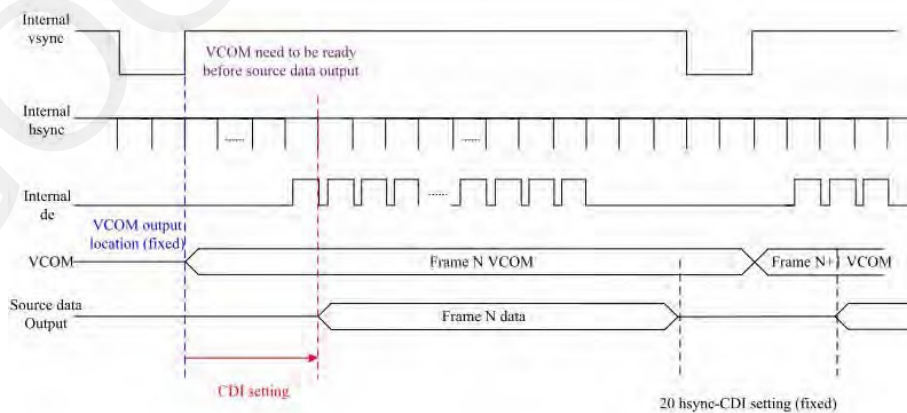 Internal
vsync
VCOM need to be ready
before source data output
Internal
hsync
......
......
Internal
de
......
VCOM output
location (fixed)
VCOM
Frame N VCOM
Frame N+1 VCOM
Source data
Output
Frame N data
CDI setting
20 hsync-CDI setting (fixed)